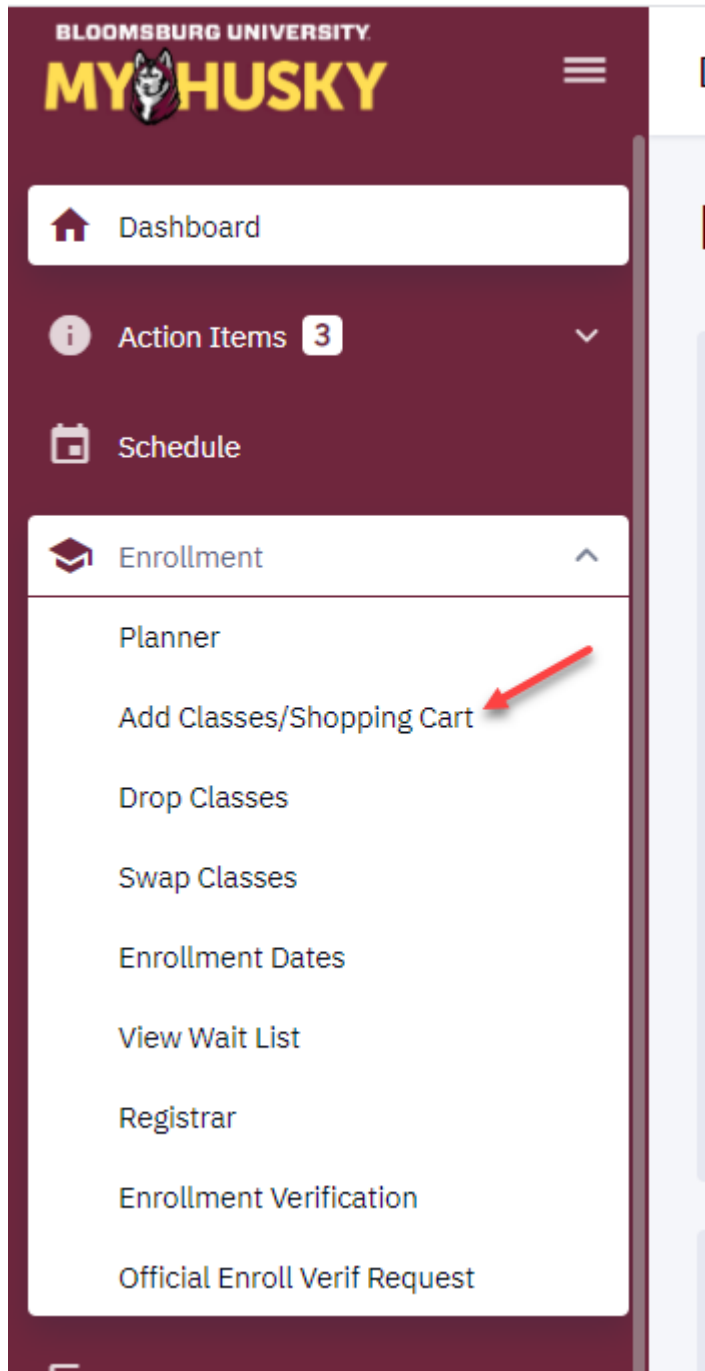 BLOOMSBURG UNIVERSITY
MY HUSKY
Dashboard
Action Items 3
Schedule
Enrollment
Planner
Add Classes/Shopping Cart
Drop Classes
Swap Classes
Enrollment Dates
View Wait List
Registrar
Enrollment Verification
Official Enroll Verif Request